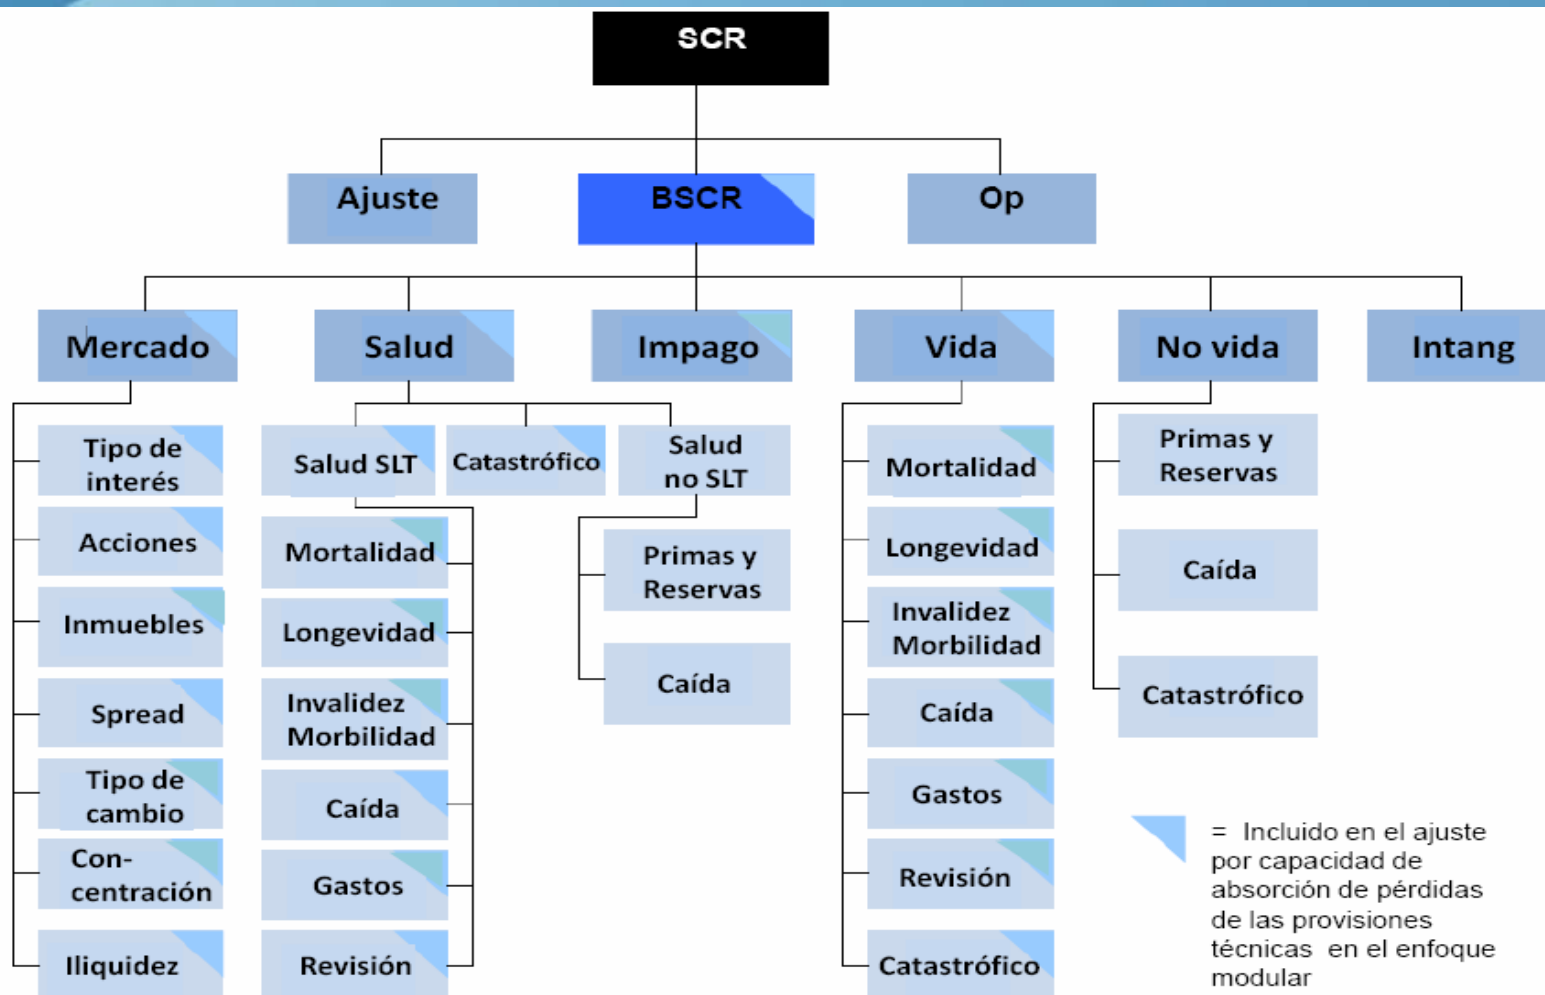 SCR
Ajuste
BSCR
Op
Mercado
Salud
Impago
Vida
No vida
Intang
Tipo de
interés
Acciones
Inmuebles
Spread
Tipo de
cambio
Con-
centración
Iliquidez
Salud SLT
Catastrófico
Salud
no SLT
Mortalidad
Longevidad
Invalidez
Morbilidad
Caída
Gastos
Revisión
Primas y
Reservas
Caída
Mortalidad
Longevidad
Invalidez
Morbilidad
Caída
Gastos
Revisión
Catastrófico
Primas y
Reservas
Caída
Catastrófico
= Incluido en el ajuste
por capacidad de
absorción de pérdidas
de las provisiones
técnicas en el enfoque
modular